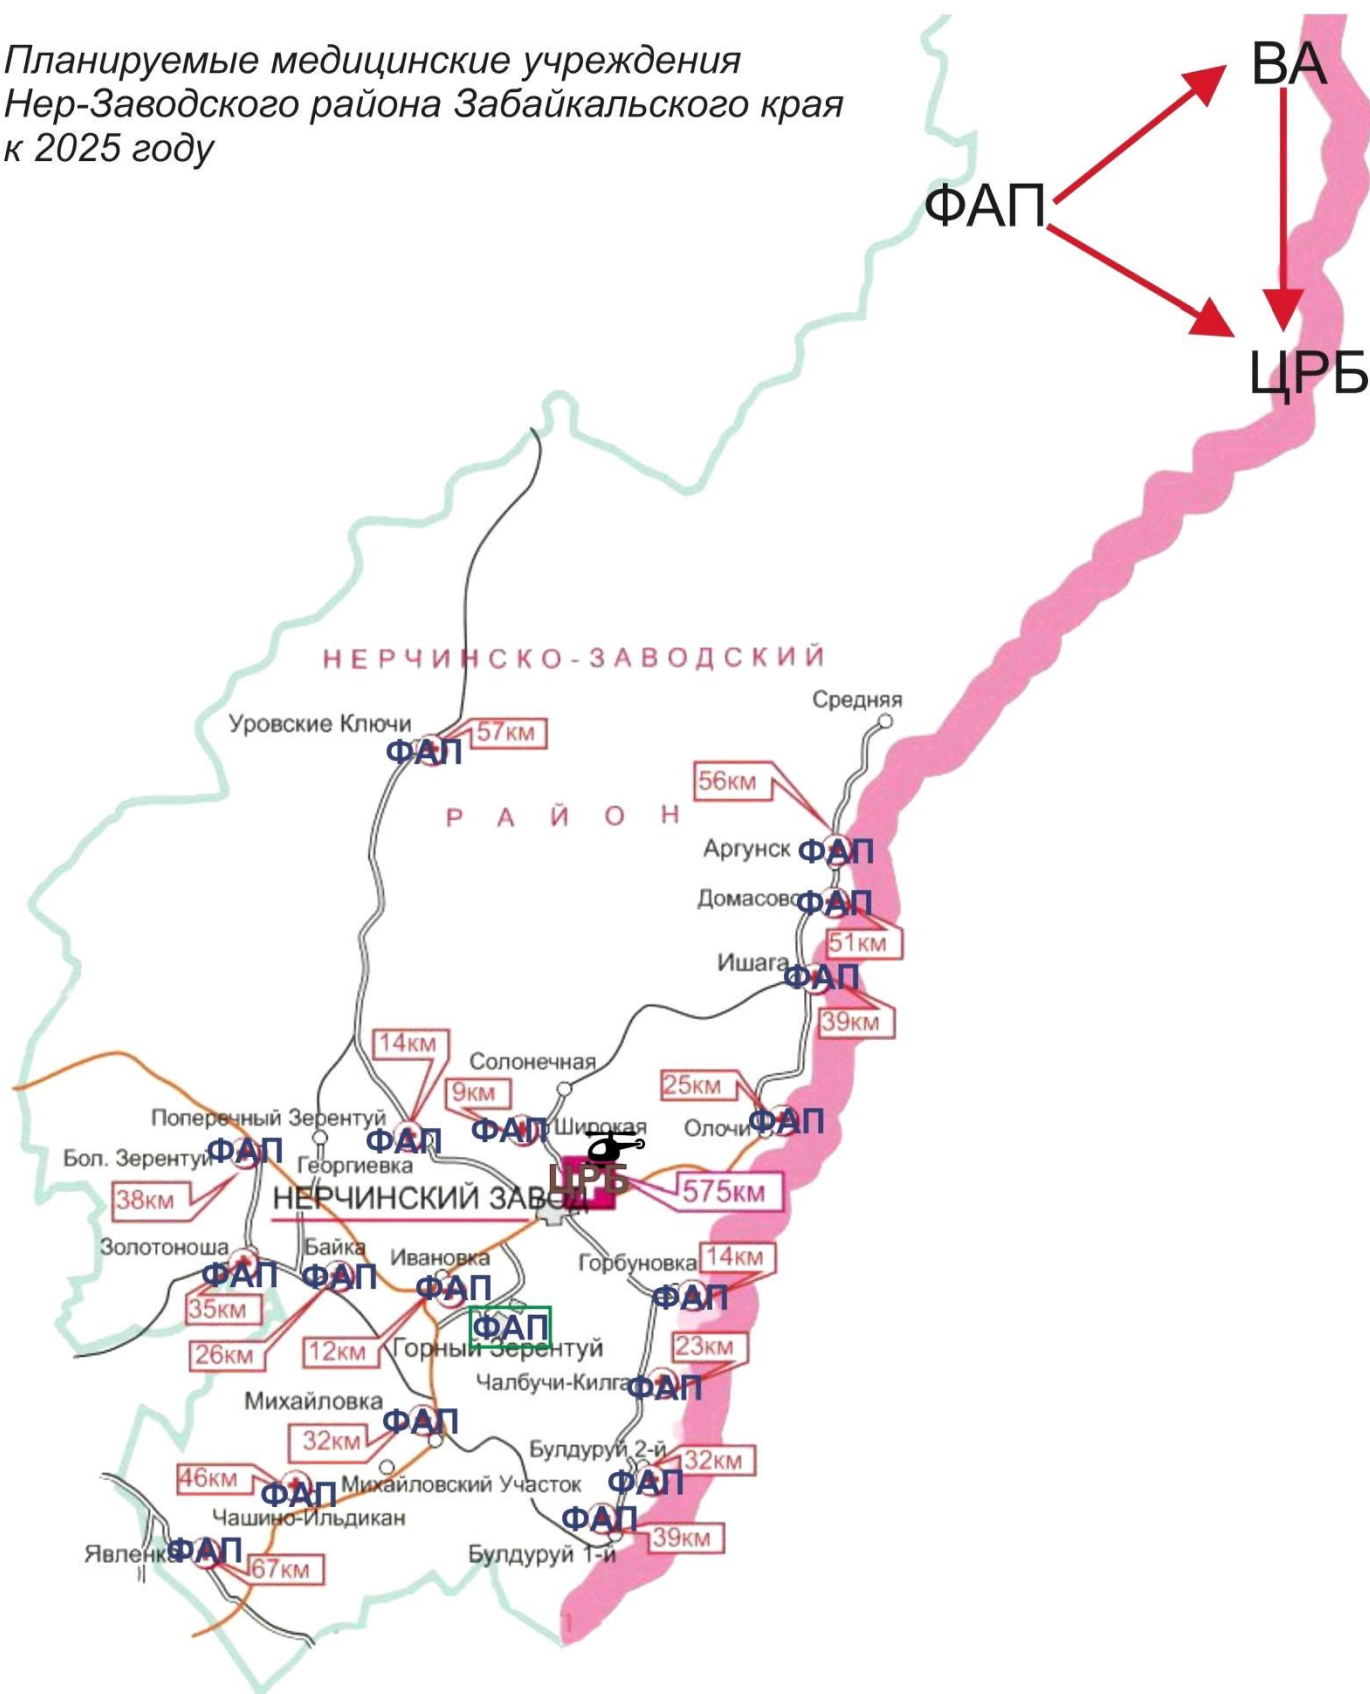 Планируемые медицинские учреждения
Нер-Заводского района Забайкальского края
к 2025 году
ВА
ФАП
ЦРБ
НЕРЧИНСКО-ЗАВОДСКИЙ
Средняя
Уровские Ключи
57км
ФАП
56км
РАЙОН
Аргунск
ФАП
Домасово
ФАП
51км
Ишага
ФАП
39км
14км
Солонечная
9км
25км
Поперечный Зерентуй
ФАП
ФАП
Широкая
Олочи
ФАП
Бол. Зерентуй
ФАП
Георгиевка
38км
НЕРЧИНСКИЙ ЗАВОД
ЦРБ
575км
Золотоноша
ФАП
Байка
ФАП
Ивановка
ФАП
Горбуновка
14км
ФАП
35км
26км
12км
ФАП
Горный Зерентуй
23км
Чалбучи-Килга
ФАП
Михайловка
ФАП
32км
Булдуруй 2-й
32км
ФАП
46км
ФАП
Михайловский Участок
Чашино-Ильдикан
ФАП
39км
Явленка
ФАП
67км
Булдуруй 1-й